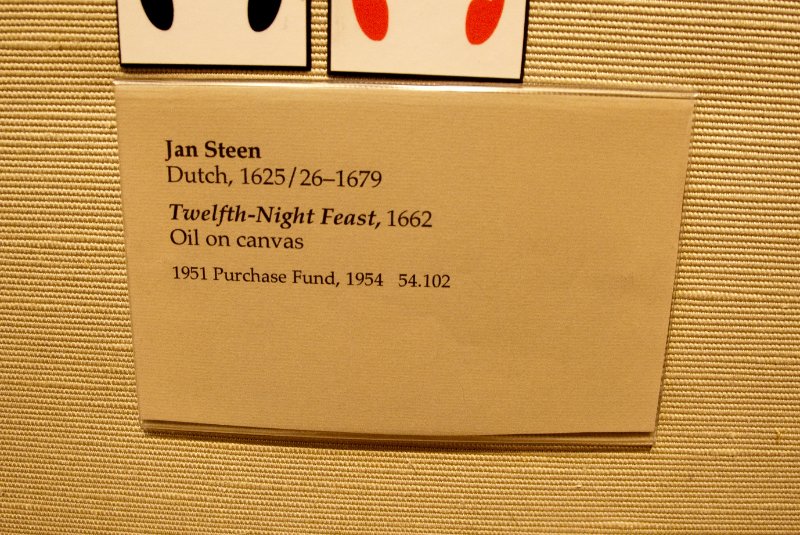 Jan Steen
Dutch, 1625/26–1679
Twelfth-Night Feast, 1662
Oil on canvas
1951 Purchase Fund, 1954 54.102